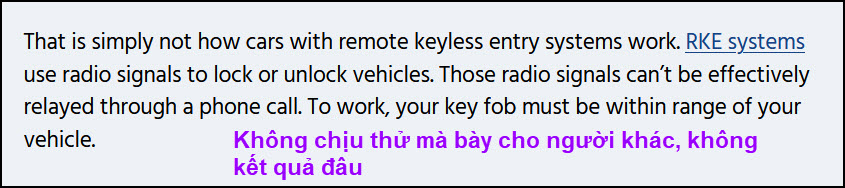 That is simply not how cars with remote keyless entry systems work. RKE systems
use radio signals to lock or unlock vehicles. Those radio signals can’t be effectively
relayed through a phone call. To work, your key fob must be within range of your
vehicle.
Không chịu thử mà bày cho người khác, không
kết quả đâu